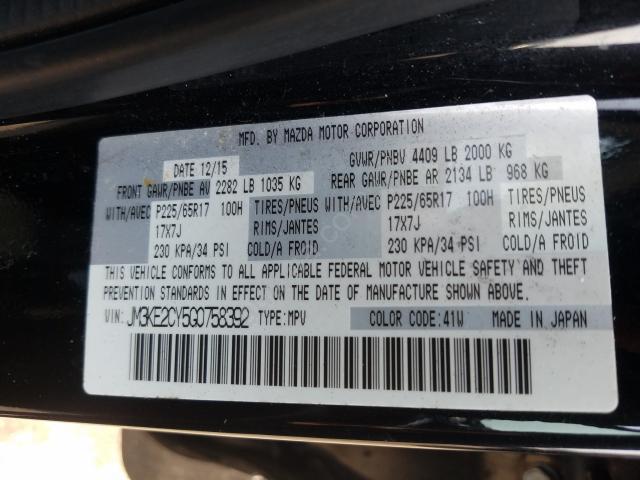 MFD. BY MAZDA MOTOR CORPORATION
DATE 12/15 GVWR/PNBV 4409 LB 2000 KG
FRONT GAWR/PNBE AV 2282 LB 1035 KG REAR GAWR/PNBE AR 2134 LB 968 KG
WITH/AVEC P225/65R17 100H TIRES/PNEUS WITH/AVEC P225/65R17 100H TIRES/PNEUS
17X7J RIMS/JANTES 17X7J RIMS/JANTES
230 KPA/34 PSI COLD/A FROID 230 KPA/34 PSI COLD/A FROID
THIS VEHICLE CONFORMS TO ALL APPLICABLE FEDERAL MOTOR VEHICLE SAFETY AND THEFT
PREVENTION STANDARDS IN EFFECT ON THE DATE OF MANUFACTURE SHOWN ABOVE.
VIN: JM3KE2CY5G0758392 TYPE: MPV COLOR CODE: 41W MADE IN JAPAN